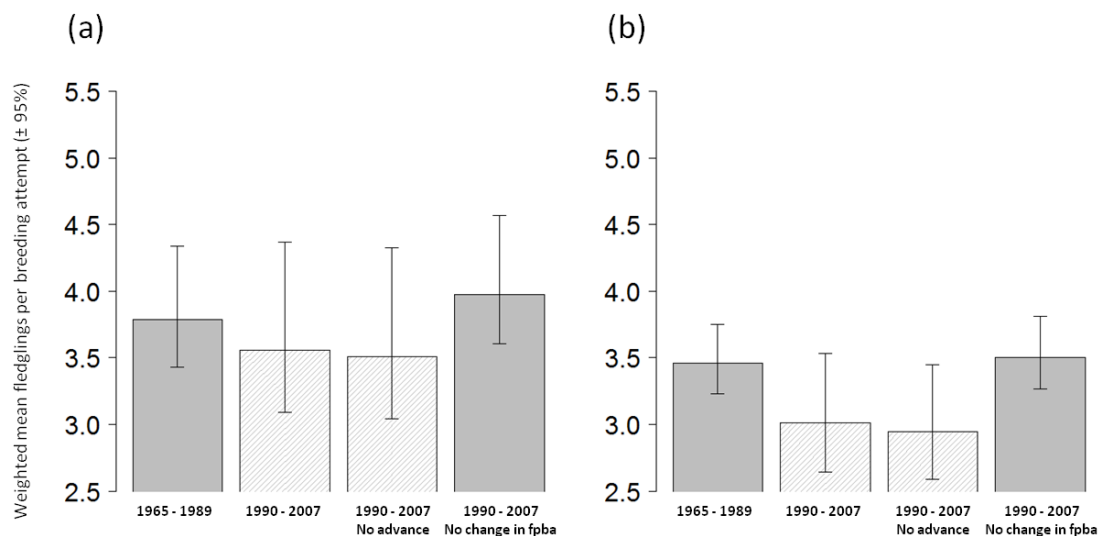 (a)
Weighted mean fledglings per breeding attempt (± 95%)
5.5
5.0
4.5
4.0
3.5
3.0
2.5
1965 - 1989
1990 - 2007
1990 - 2007
No advance
1990 - 2007
No change in fpba
(b)
5.5
5.0
4.5
4.0
3.5
3.0
2.5
1965 - 1989
1990 - 2007
1990 - 2007
No advance
1990 - 2007
No change in fpba